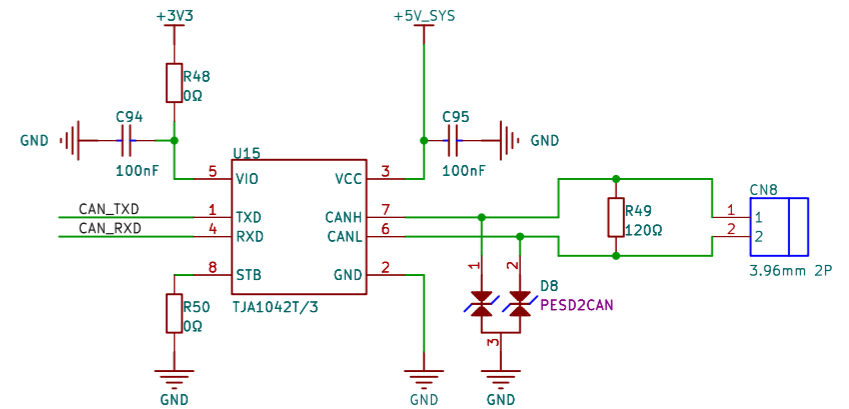 +3V3
+5V_SYS
R48
0Ω
C94
C95
GND
GND
100nF
100nF
U15
5 VIO
VCC 3
CN8
CAN_TXD
1 TXD
CANH 7
R49
1 1
CAN_RXD
4 RXD
CANL 6
120Ω
2 2
8 STB
GND 2
1 2
3.96mm 2P
D8
R50
TJA1042T/3
PESD2CAN
0Ω
3
GND
GND
GND